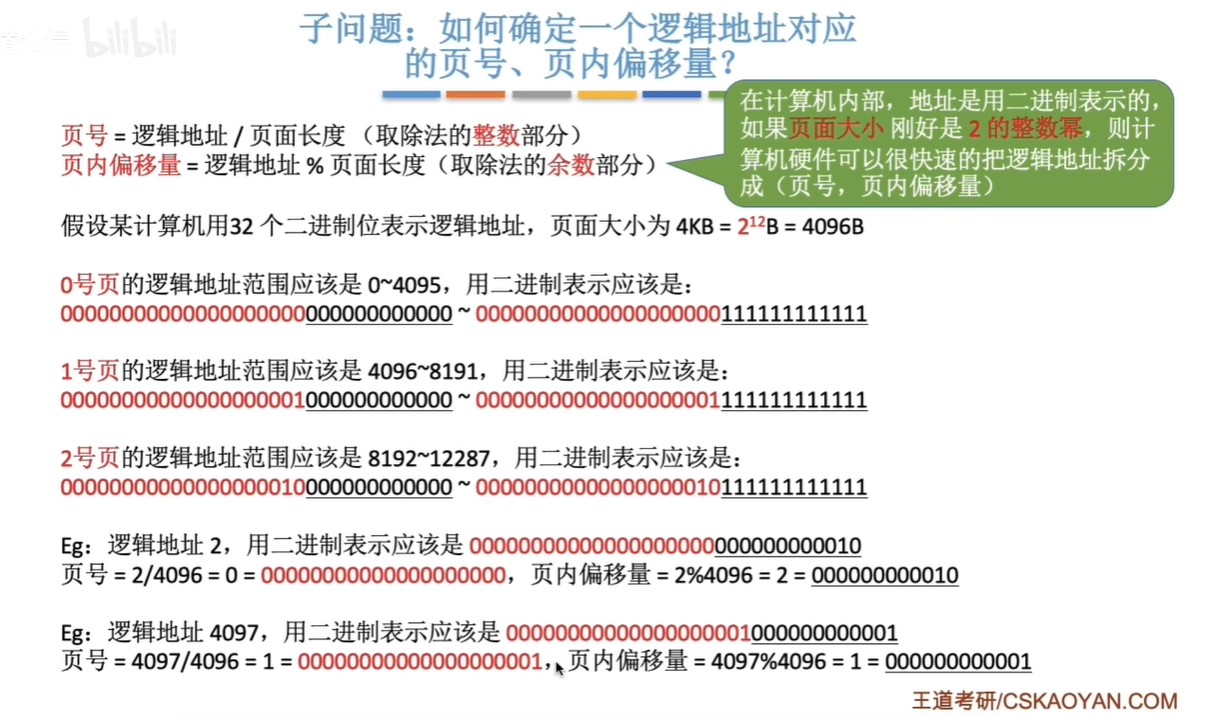 bilibili
子问题：如何确定一个逻辑地址对应
的页号、页内偏移量？
在计算机内部，地址是用二进制表示的，
如果页面大小 刚好是 2 的整数幂，则计
算机硬件可以很快速的把逻辑地址拆分
成（页号，页内偏移量）
页号 = 逻辑地址 / 页面长度 （取除法的整数部分）
页内偏移量 = 逻辑地址 % 页面长度（取除法的余数部分）
假设某计算机用32 个二进制位表示逻辑地址，页面大小为 4KB = 2¹²B = 4096B
0号页的逻辑地址范围应该是 0~4095，用二进制表示应该是：
00000000000000000000000000000000 ~ 00000000000000000000111111111111
1号页的逻辑地址范围应该是 4096~8191，用二进制表示应该是：
00000000000000000001000000000000 ~ 00000000000000000001111111111111
2号页的逻辑地址范围应该是 8192~12287，用二进制表示应该是：
00000000000000000010000000000000 ~ 00000000000000000010111111111111
Eg：逻辑地址 2，用二进制表示应该是 00000000000000000000000000000010
页号 = 2/4096 = 0 = 00000000000000000000，页内偏移量 = 2%4096 = 2 = 000000000010
Eg：逻辑地址 4097，用二进制表示应该是 00000000000000000001000000000001
页号 = 4097/4096 = 1 = 00000000000000000001，页内偏移量 = 4097%4096 = 1 = 000000000001
王道考研/CSKAOYAN.COM